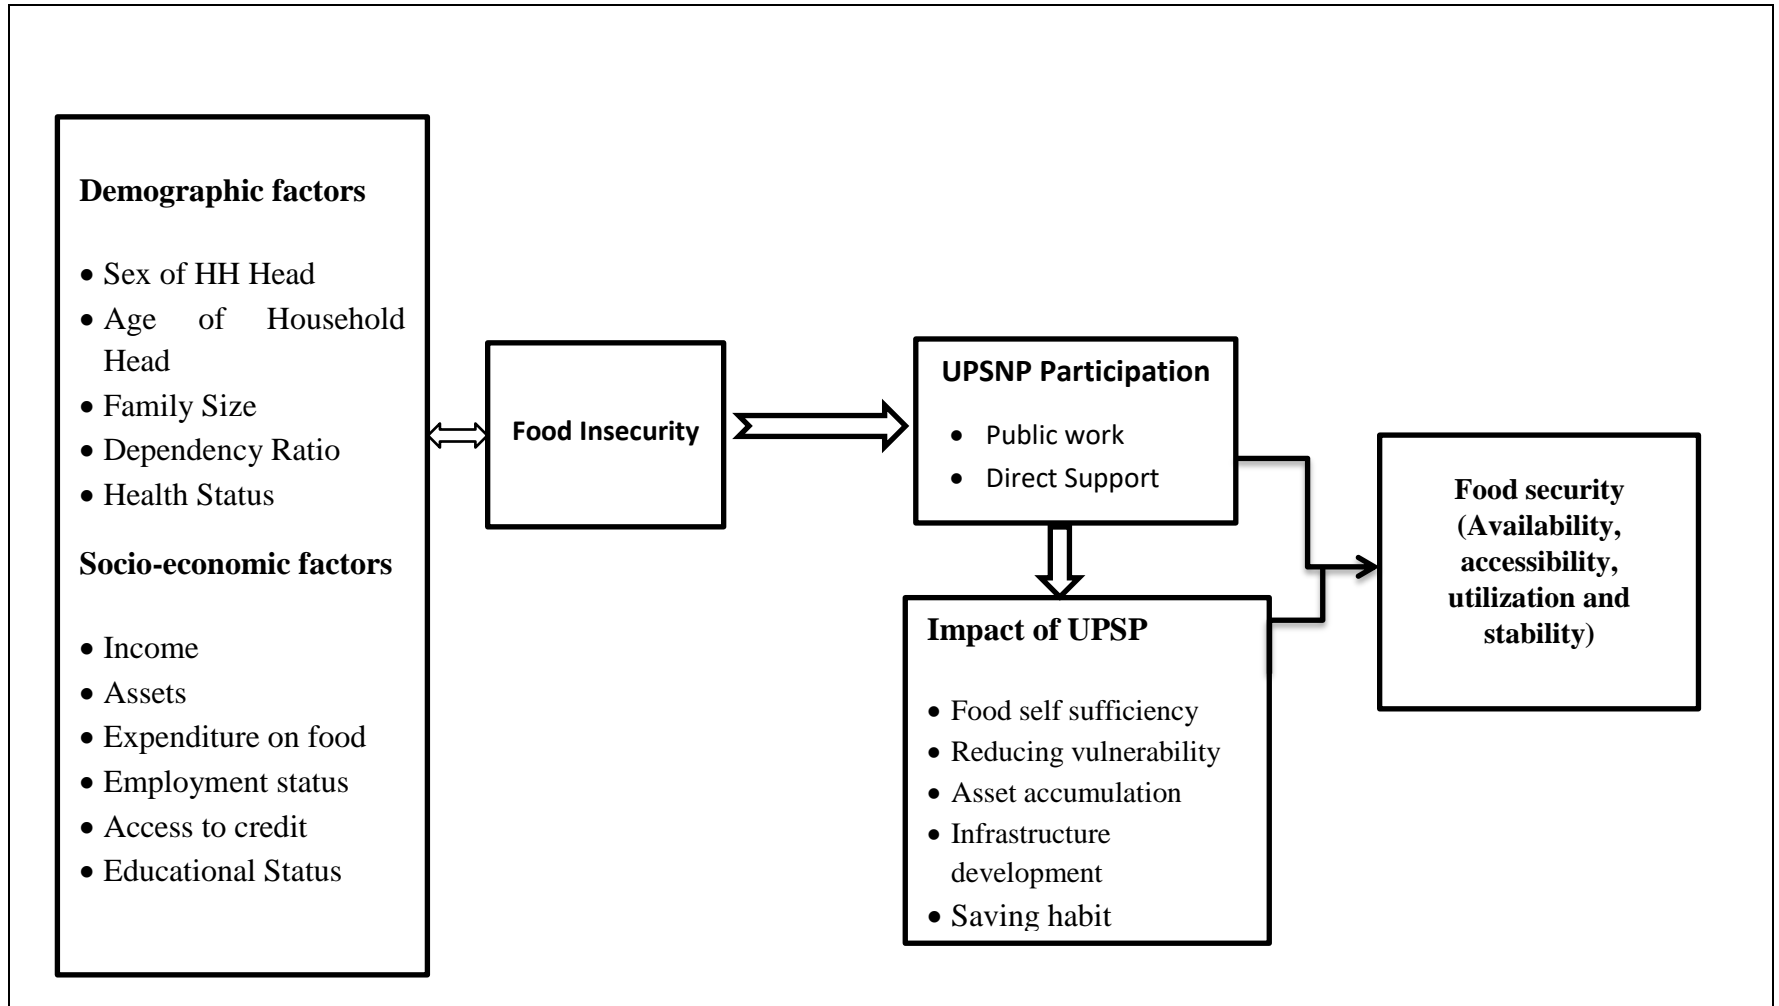 Demographic factors
• Sex of HH Head
• Age of Household
Head
• Family Size
• Dependency Ratio
• Health Status
Socio-economic factors
• Income
• Assets
• Expenditure on food
• Employment status
• Access to credit
• Educational Status
Food Insecurity
UPSNP Participation
• Public work
• Direct Support
Impact of UPSP
• Food self sufficiency
• Reducing vulnerability
• Asset accumulation
• Infrastructure
development
• Saving habit
Food security
(Availability,
accessibility,
utilization and
stability)